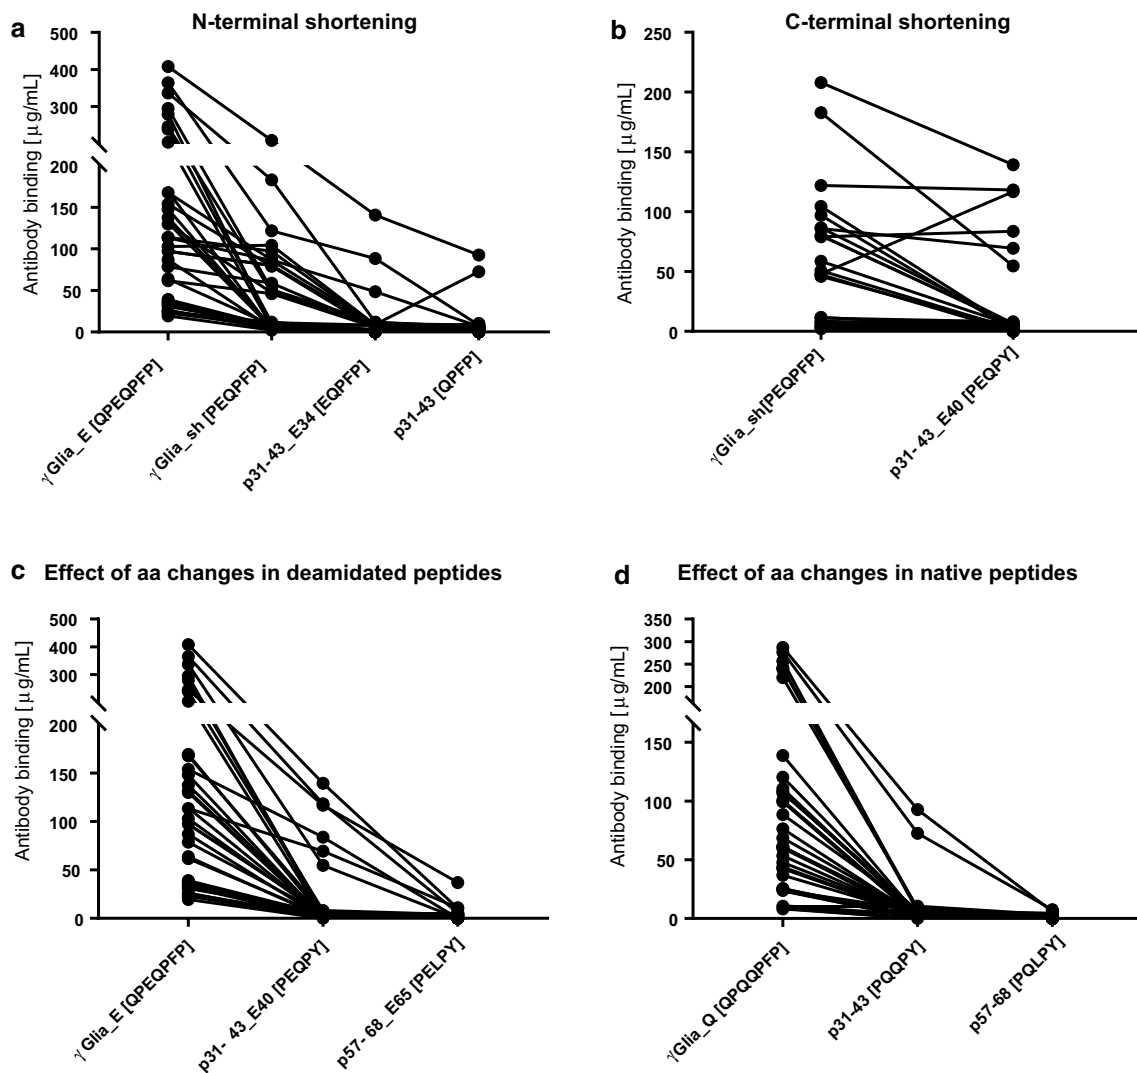 a
N-terminal shortening
Antibody binding [ μg/mL]
500
400
300
200
150
100
50
0
γGlia_E [QPEQPFP]
γGlia_sh [PEQPFP]
p31- 43_E34 [EQPFP]
p31-43 [QPFP]
b
C-terminal shortening
Antibody binding [ μg/mL]
250
200
150
100
50
0
γGlia_sh[PEQPFP]
p31- 43_E40 [PEQPY]
c
Effect of aa changes in deamidated peptides
Antibody binding [ μg/mL]
500
400
300
200
150
100
50
0
γ Glia_E [QPEQPFP]
p31- 43_E40 [PEQPY]
p57- 68_E65 [PELPY]
d
Effect of aa changes in native peptides
Antibody binding [ μg/mL]
350
300
250
200
150
100
50
0
γGlia_Q [QPQQPFP]
p31-43 [PQQPY]
p57-68 [PQLPY]